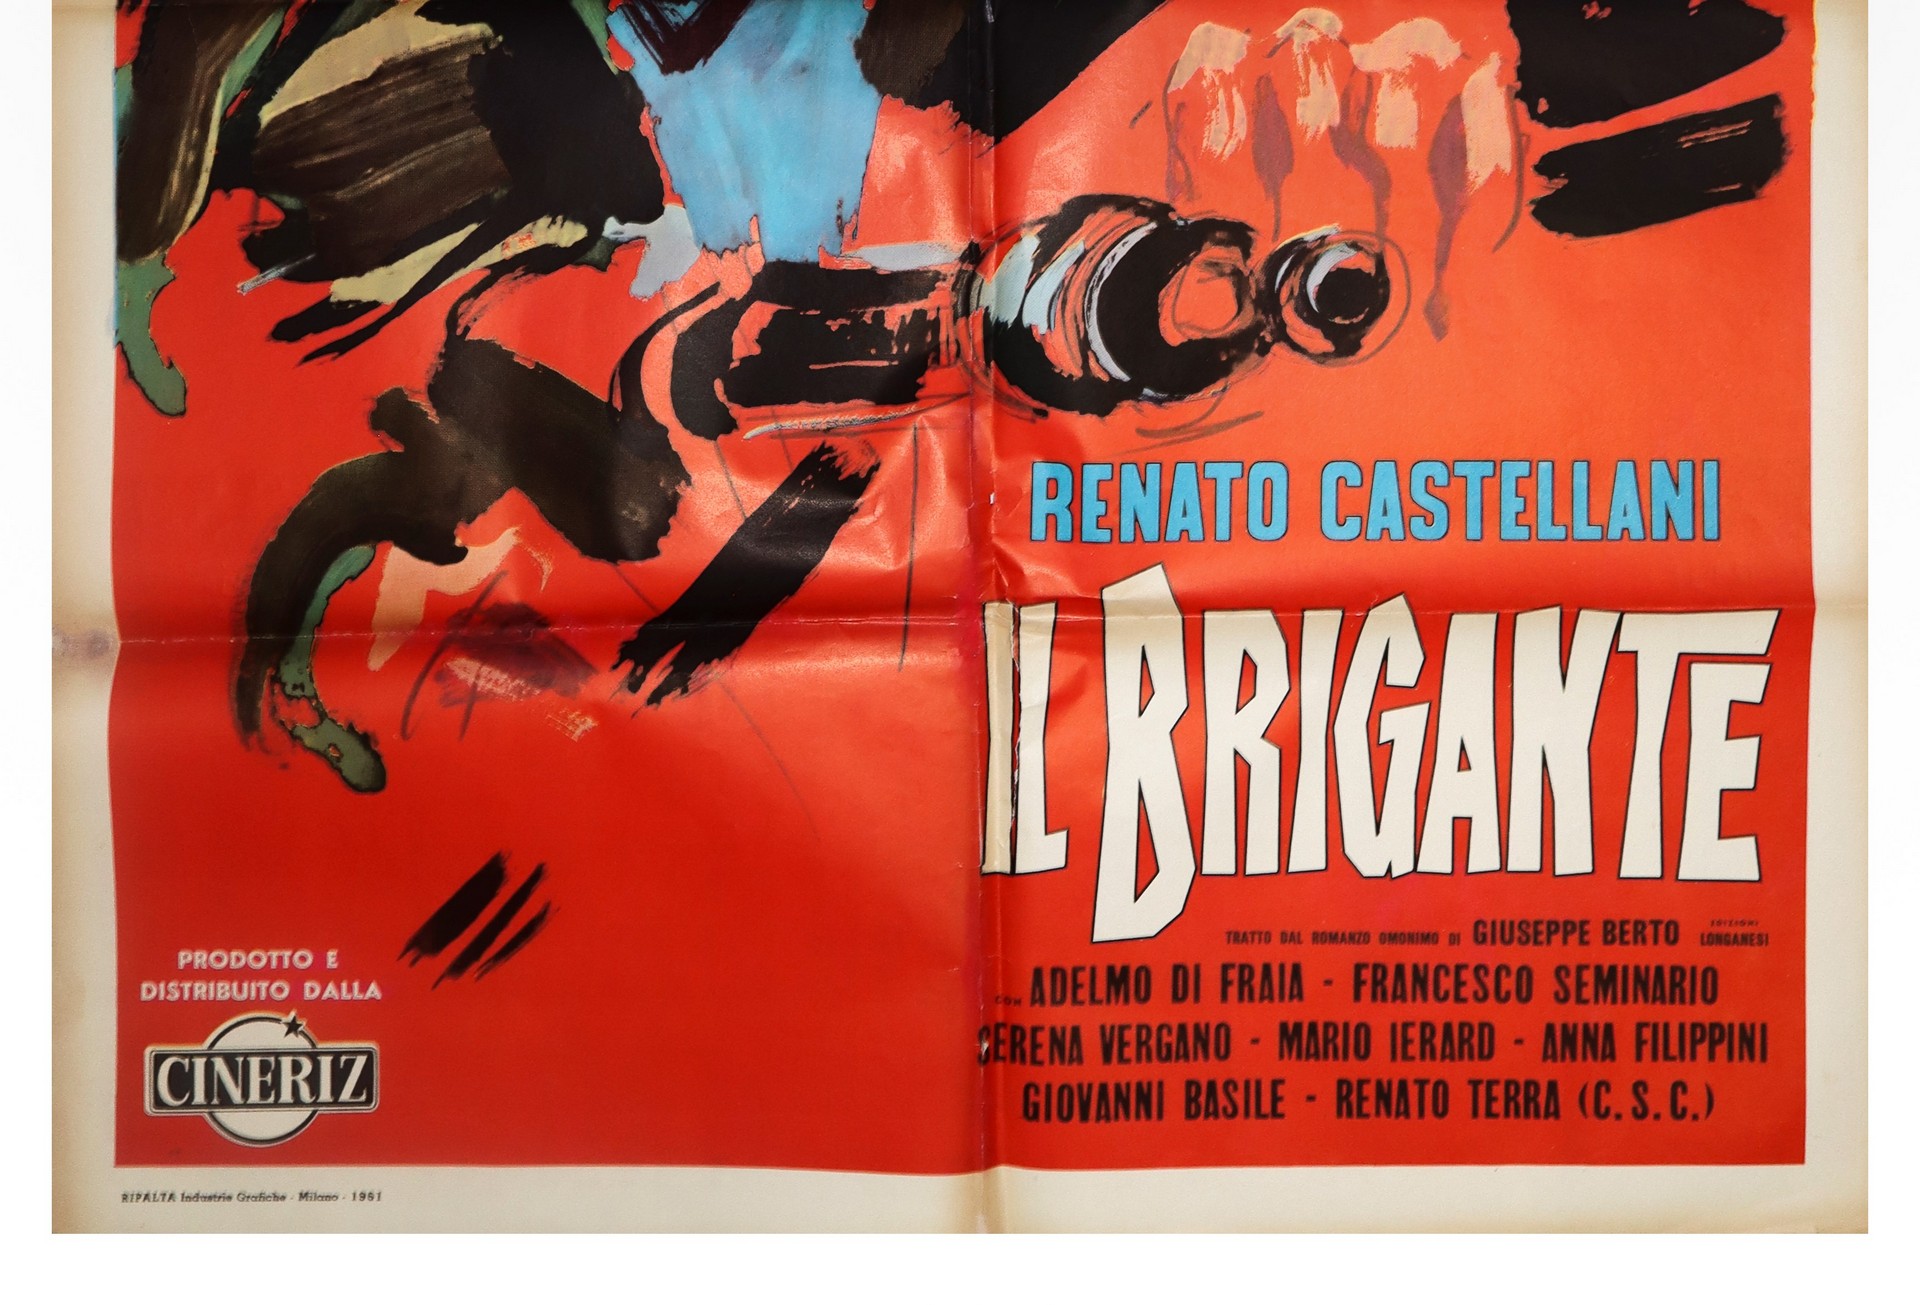 RENATO CASTELLANI
IL BRIGANTE
TRATTO DAL ROMANZO OMONIMO DI GIUSEPPE BERTO EDIZIONI LONGANESI
CON ADELMO DI FRAIA - FRANCESCO SEMINARIO
SERENA VERGANO - MARIO IERARD - ANNA FILIPPINI
GIOVANNI BASILE - RENATO TERRA (C.S.C.)
PRODOTTO E
DISTRIBUITO DALLA
CINERIZ
RIPALTA Industrie Grafiche - Milano - 1961